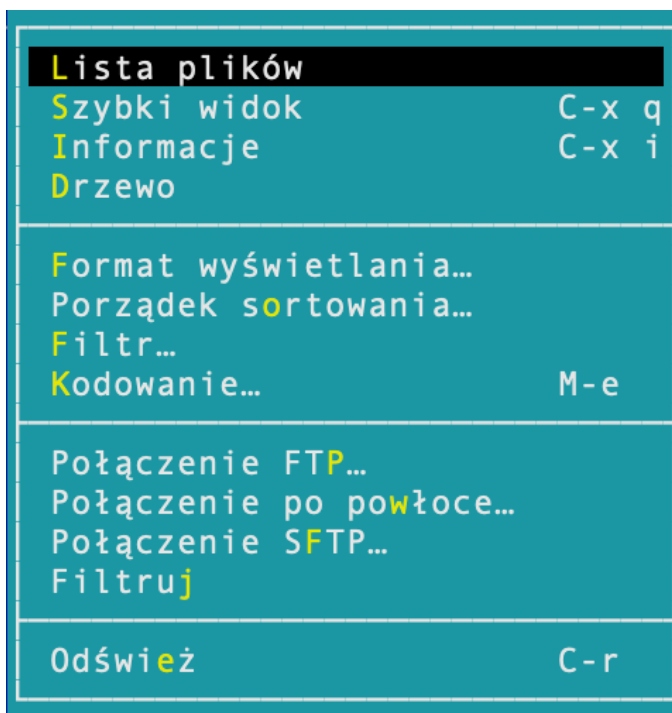 Lista plików
Szybki widok C-x q
Informacje C-x i
Drzewo
Format wyświetlania…
Porządek sortowania…
Filtr…
Kodowanie… M-e
Połączenie FTP…
Połączenie po powłoce…
Połączenie SFTP…
Filtruj
Odśwież C-r